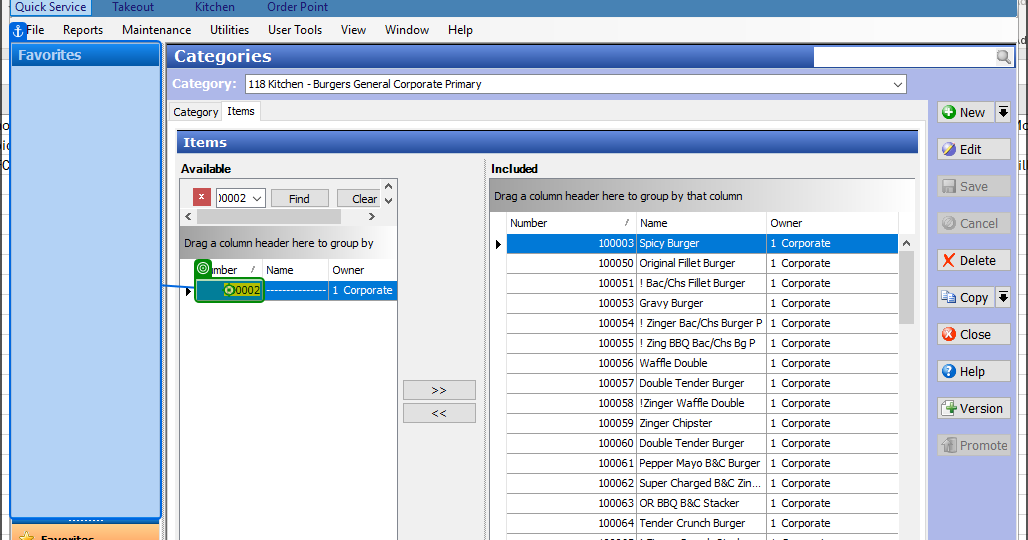 Quick Service Takeout Kitchen Order Point
File Reports Maintenance Utilities User Tools View Window Help
Favorites
Categories
Category: 118 Kitchen - Burgers General Corporate Primary
Category Items
Items
Available
x 00002 Find Clear
Drag a column header here to group by
Name Owner
00002 ---------------- 1 Corporate
>>
<<
Included
Drag a column header here to group by that column
Number / Name Owner
100003 Spicy Burger 1 Corporate
100050 Original Fillet Burger 1 Corporate
100051 ! Bac/Chs Fillet Burger 1 Corporate
100053 Gravy Burger 1 Corporate
100054 ! Zinger Bac/Chs Burger P 1 Corporate
100055 ! Zing BBQ Bac/Chs Bg P 1 Corporate
100056 Waffle Double 1 Corporate
100057 Double Tender Burger 1 Corporate
100058 !Zinger Waffle Double 1 Corporate
100059 Zinger Chipster 1 Corporate
100060 Double Tender Burger 1 Corporate
100061 Pepper Mayo B&C Burger 1 Corporate
100062 Super Charged B&C Zin... 1 Corporate
100063 OR BBQ B&C Stacker 1 Corporate
100064 Tender Crunch Burger 1 Corporate
New
Edit
Save
Cancel
Delete
Copy
Close
Help
Version
Promote
Favorites